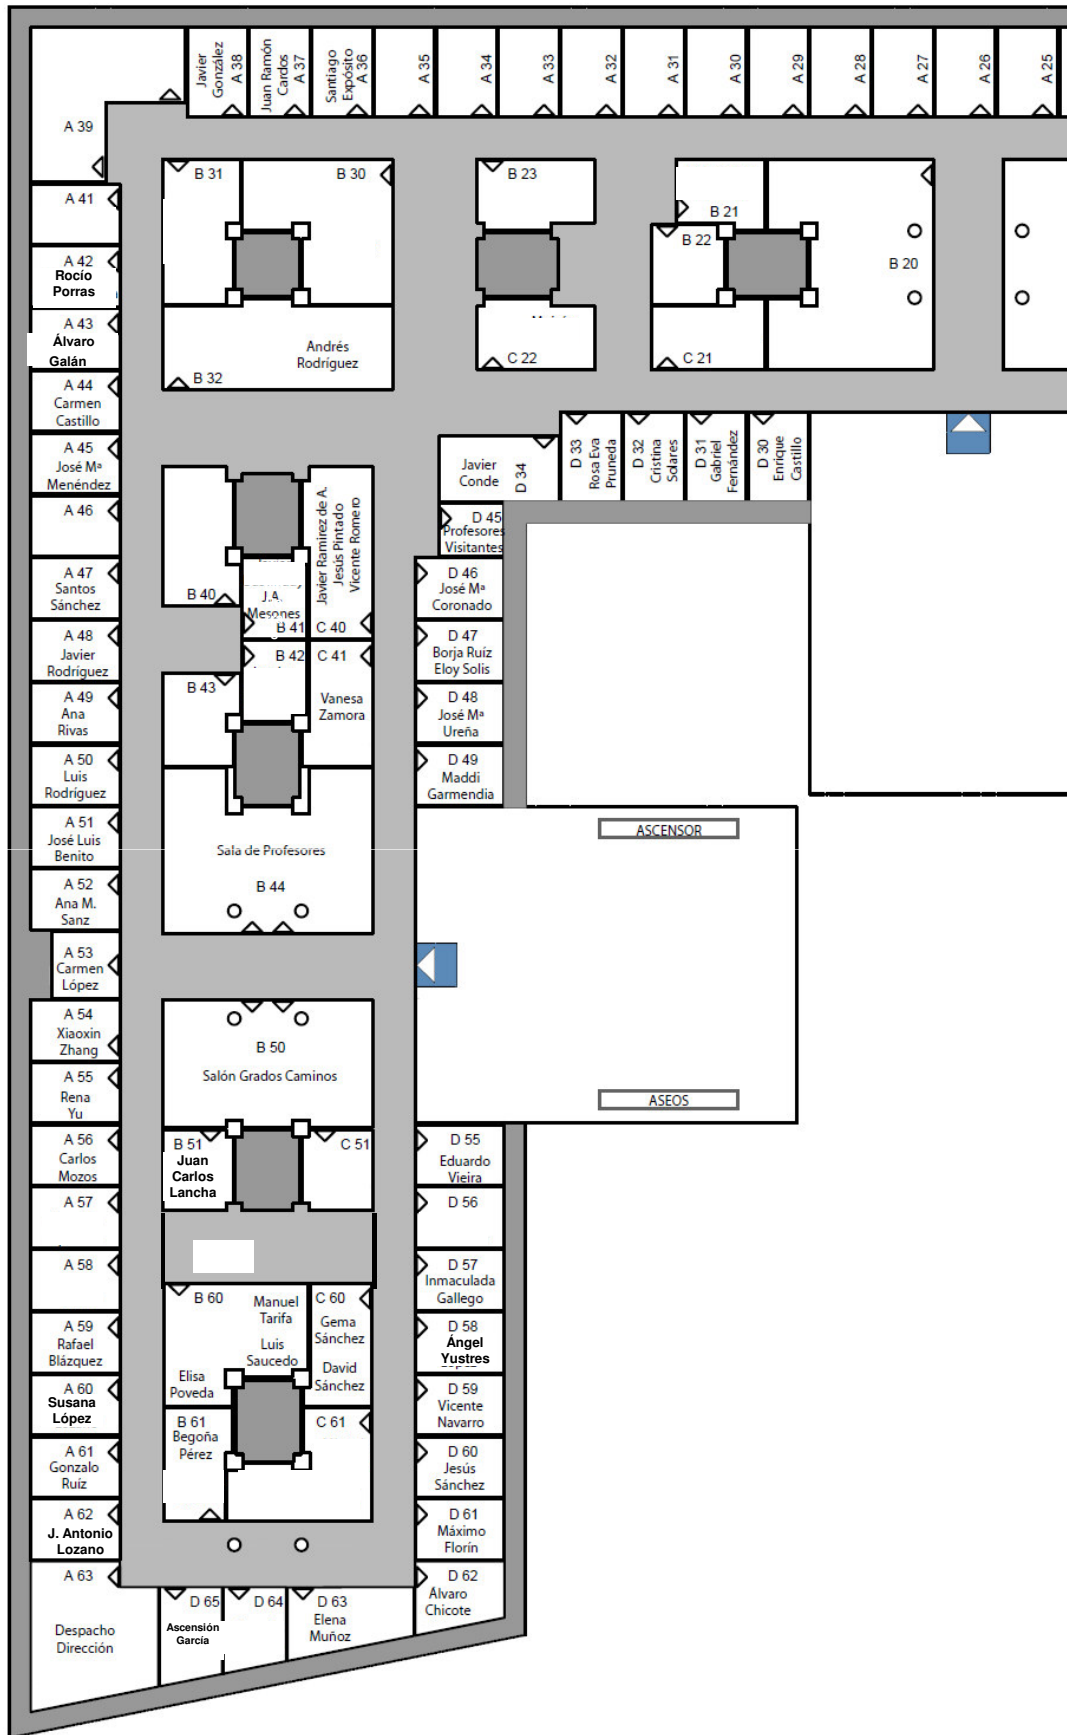 Javier
González
A 38
Juan Ramón
Cardos
A 37
Santiago
Expósito
A 36
A 35
A 34
A 33
A 32
A 31
A 30
A 29
A 28
A 27
A 26
A 25
A 39
A 41
A 42
Rocío
Porras
A 43
Álvaro
Galán
A 44
Carmen
Castillo
A 45
José Mª
Menéndez
A 46
A 47
Santos
Sánchez
A 48
Javier
Rodríguez
A 49
Ana
Rivas
A 50
Luis
Rodríguez
A 51
José Luis
Benito
A 52
Ana M.
Sanz
A 53
Carmen
López
A 54
Xiaoxin
Zhang
A 55
Rena
Yu
A 56
Carlos
Mozos
A 57
A 58
A 59
Rafael
Blázquez
A 60
Susana
López
A 61
Gonzalo
Ruíz
A 62
J. Antonio
Lozano
A 63
Despacho
Dirección
B 31
B 30
B 23
B 21
B 22
B 20
Andrés
Rodríguez
B 32
C 22
C 21
Javier
Conde
D 34
D 33
Rosa Eva
Pruneda
D 32
Cristina
Solares
D 31
Gabriel
Fernández
D 30
Enrique
Castillo
D 45
Profesores
Visitantes
B 40
J.A.
Mesones
B 41
Javier Ramírez de A.
Jesús Pintado
Vicente Romero
C 40
B 42
C 41
Vanesa
Zamora
B 43
D 46
José Mª
Coronado
D 47
Borja Ruíz
Eloy Solis
D 48
José Mª
Ureña
D 49
Maddi
Garmendia
Sala de Profesores
B 44
ASCENSOR
B 50
Salón Grados Caminos
ASEOS
B 51
Juan
Carlos
Lancha
C 51
D 55
Eduardo
Vieira
D 56
D 57
Inmaculada
Gallego
D 58
Ángel
Yustres
D 59
Vicente
Navarro
D 60
Jesús
Sánchez
D 61
Máximo
Florín
D 62
Álvaro
Chicote
B 60
Manuel
Tarifa
Luis
Saucedo
Elisa
Poveda
C 60
Gema
Sánchez
David
Sánchez
B 61
Begoña
Pérez
C 61
D 65
Ascensión
García
D 64
D 63
Elena
Muñoz